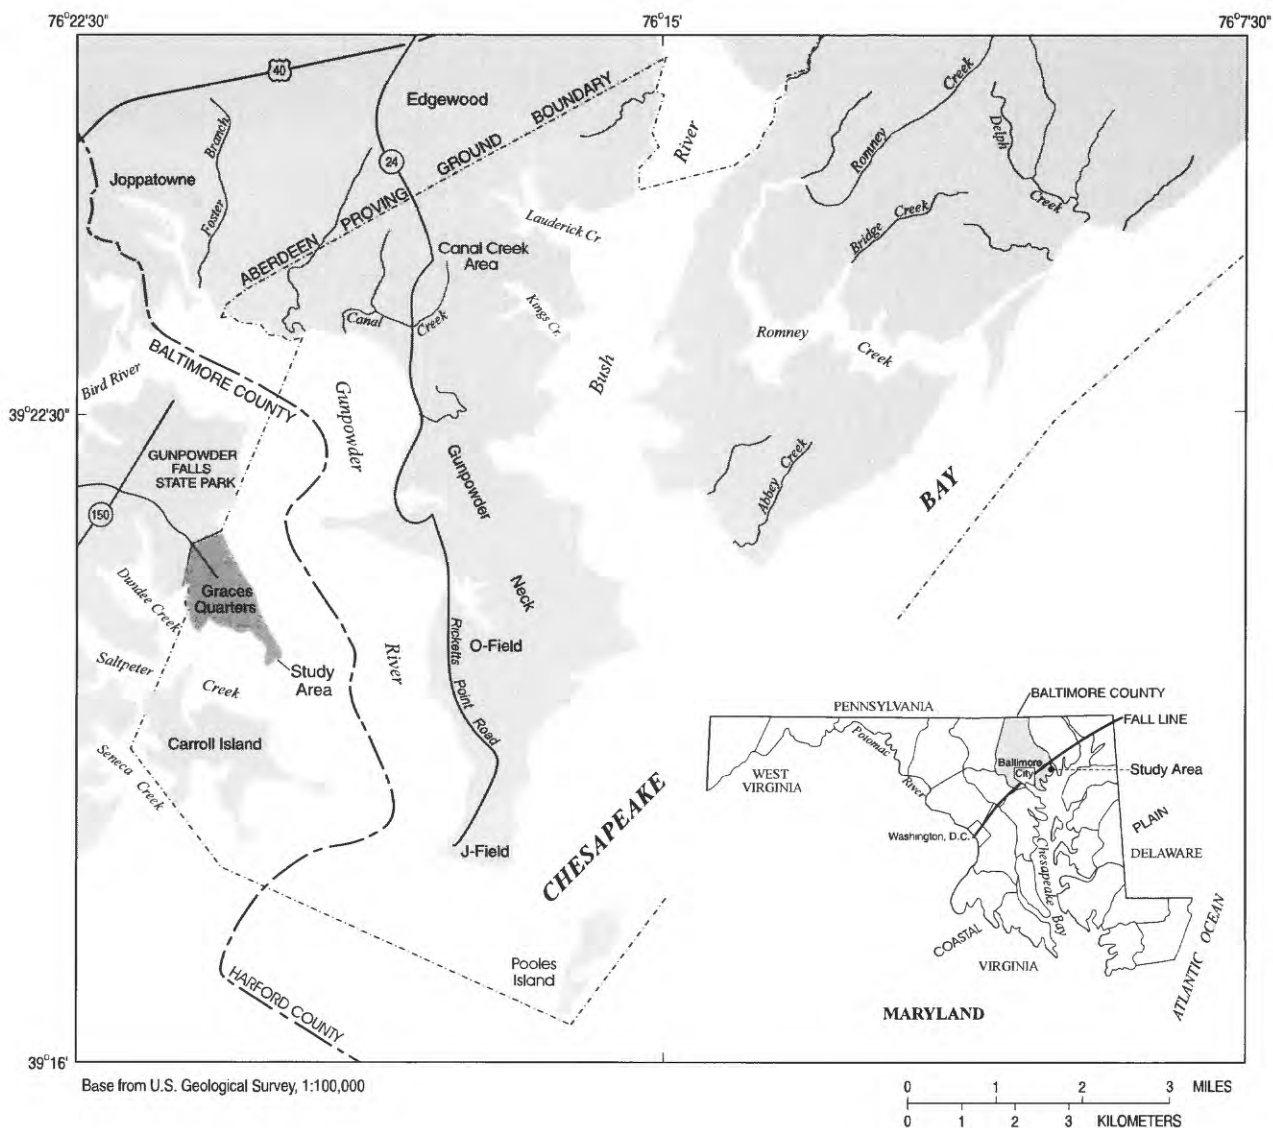 76°22'30"
76°15'
76°7'30"
40
Edgewood
24
ABERDEEN PROVING GROUND BOUNDARY
River
Romney Creek
Delph Creek
Joppatowne
Foster Branch
Lauderick Cr
Bridge Creek
Canal Creek
Area
Kings Cr.
Canal Creek
Romney Creek
BALTIMORE COUNTY
Bird River
Bush
Gunpowder
39°22'30"
GUNPOWDER
FALLS
STATE PARK
150
Gunpowder
Neck
Abbey Creek
BAY
Dundee Creek
Graces
Quarters
River
O-Field
Ricketts Point Road
Study
Area
Saltpeter Creek
Carroll Island
Seneca Creek
J-Field
CHESAPEAKE
Pooles
Island
HARFORD COUNTY
BALTIMORE COUNTY
PENNSYLVANIA
FALL LINE
Potomac River
Baltimore
City
Study Area
WEST
VIRGINIA
Washington, D.C.
Chesapeake Bay
PLAIN
DELAWARE
COASTAL
VIRGINIA
ATLANTIC OCEAN
MARYLAND
39°16'
Base from U.S. Geological Survey, 1:100,000
0 1 2 3 MILES
0 1 2 3 KILOMETERS